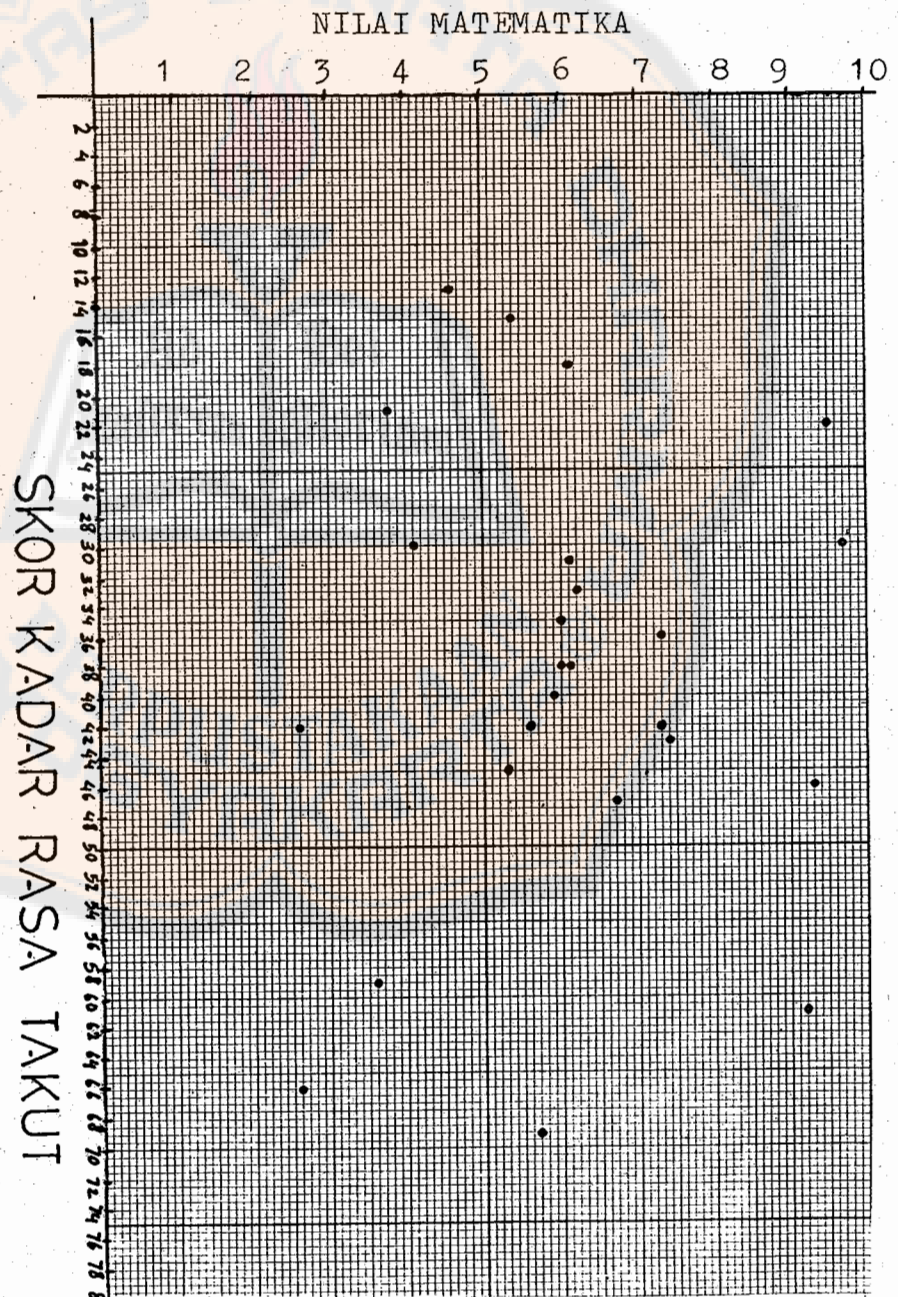 NILAI MATEMATIKA
1 2 3 4 5 6 7 8 9 10
2 4 6 8 10 12 14 16 18 20 22 24 26 28 30 32 34 36 38 40 42 44 46 48 50 52 54 56 58 60 62 64 66 68 70 72 74 76 78
SKOR KADAR RASA TAKUT